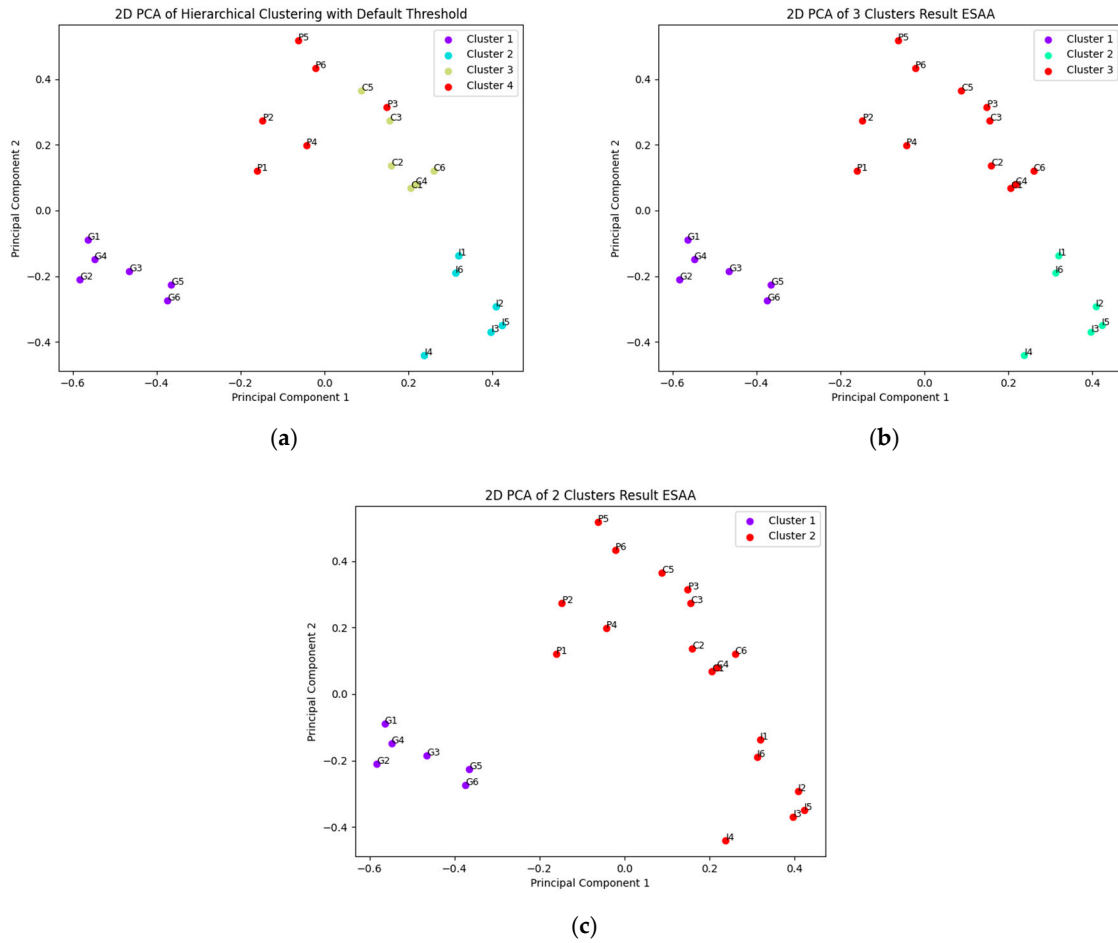 2D PCA of Hierarchical Clustering with Default Threshold
Cluster 1
Cluster 2
Cluster 3
Cluster 4
P5
P6
C5
P3
C3
P2
P4
C2
C6
P1
C4
C1
G1
G4
G2
G3
G5
G6
I1
I6
I2
I5
I3
I4
0.4
0.2
0.0
−0.2
−0.4
Principal Component 2
−0.6
−0.4
−0.2
0.0
0.2
0.4
Principal Component 1
(a)
2D PCA of 3 Clusters Result ESAA
Cluster 1
Cluster 2
Cluster 3
P5
P6
C5
P3
C3
P2
P4
C2
C6
P1
C4
C1
G1
G4
G2
G3
G5
G6
I1
I6
I2
I5
I3
I4
0.4
0.2
0.0
−0.2
−0.4
Principal Component 2
−0.6
−0.4
−0.2
0.0
0.2
0.4
Principal Component 1
(b)
2D PCA of 2 Clusters Result ESAA
Cluster 1
Cluster 2
P5
P6
C5
P3
C3
P2
P4
C2
C6
P1
C4
C1
G1
G4
G2
G3
G5
G6
I1
I6
I2
I5
I3
I4
0.4
0.2
0.0
−0.2
−0.4
Principal Component 2
−0.6
−0.4
−0.2
0.0
0.2
0.4
Principal Component 1
(c)